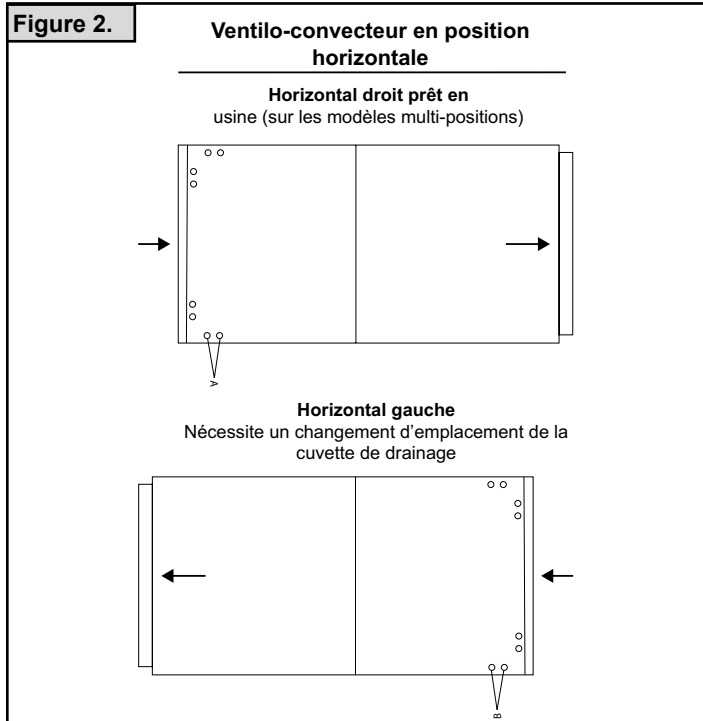 Figure 2.
Ventilo-convecteur en position
horizontale
Horizontal droit prêt en
usine (sur les modèles multi-positions)
A
Horizontal gauche
Nécessite un changement d’emplacement de la
cuvette de drainage
B